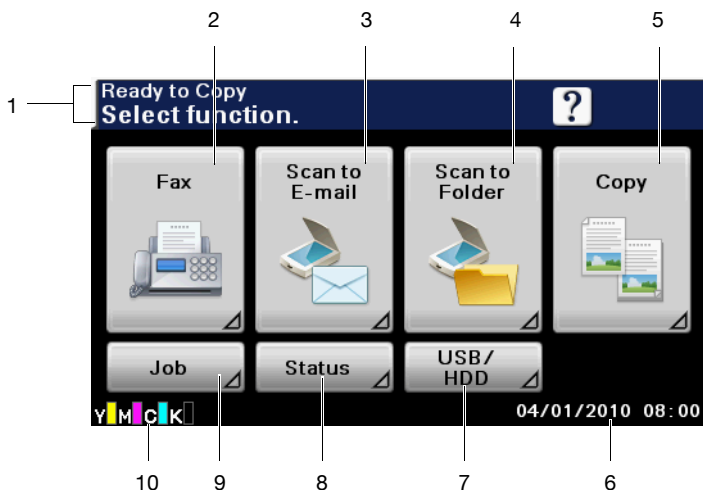 2 3 4 5
1
Ready to Copy
Select function.
?
Fax
Scan to
E-mail
Scan to
Folder
Copy
Job
Status
USB/
HDD
Y M C K
04/01/2010 08:00
10 9 8 7 6